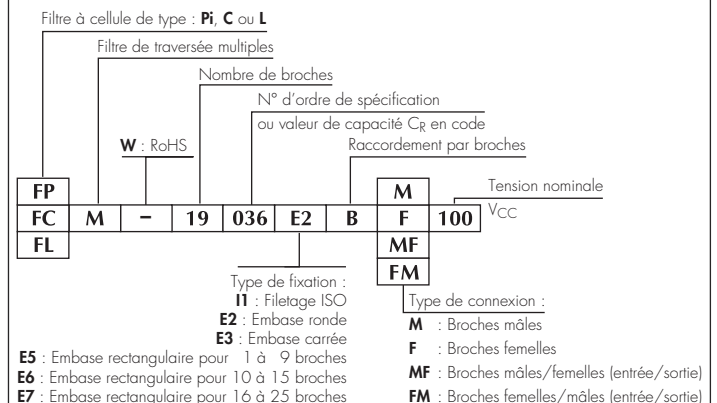 Filtre à cellule de type : Pi, C ou L
Filtre de traversée multiples
Nombre de broches
N° d'ordre de spécification
ou valeur de capacité CR en code
W : RoHS
Raccordement par broches
Tension nominale
VCC
FP
M
FC M – 19 036 E2 B F 100
FL
MF
FM
Type de fixation :
I1 : Filetage ISO
E2 : Embase ronde
E3 : Embase carrée
E5 : Embase rectangulaire pour 1 à 9 broches
E6 : Embase rectangulaire pour 10 à 15 broches
E7 : Embase rectangulaire pour 16 à 25 broches
Type de connexion :
M : Broches mâles
F : Broches femelles
MF : Broches mâles/femelles (entrée/sortie)
FM : Broches femelles/mâles (entrée/sortie)